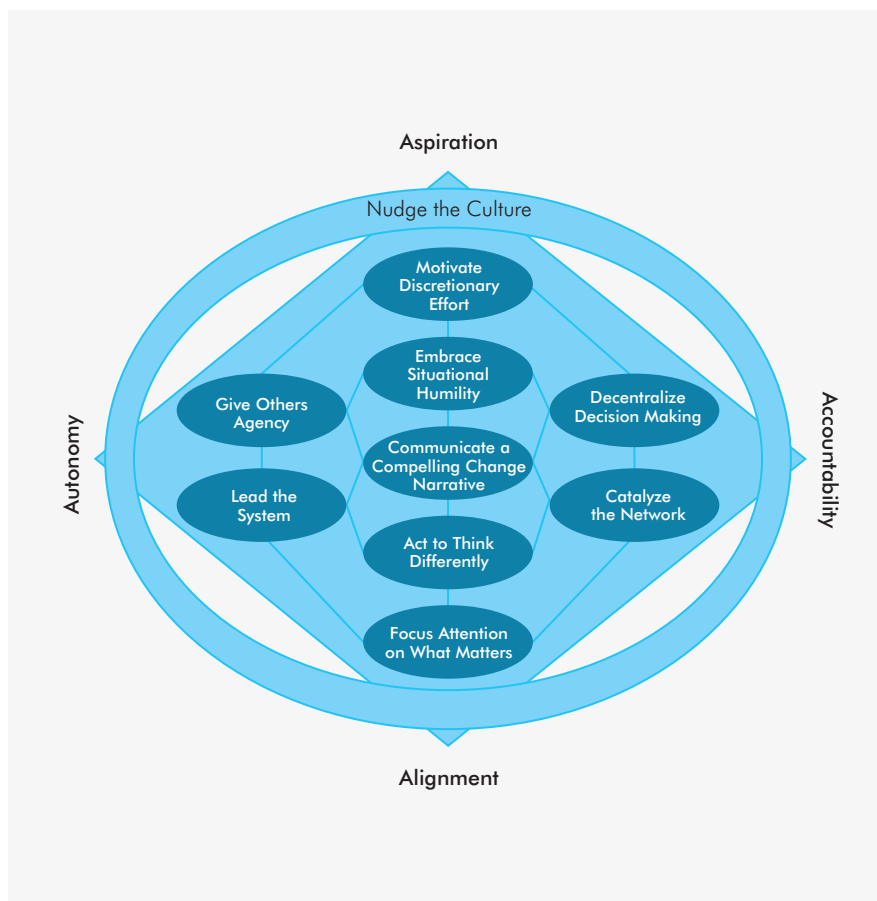 Aspiration
Nudge the Culture
Motivate
Discretionary
Effort
Embrace
Situational
Humility
Give Others
Agency
Decentralize
Decision Making
Autonomy
Accountability
Communicate a
Compelling Change
Narrative
Lead the
System
Catalyze
the Network
Act to Think
Differently
Focus Attention
on What Matters
Alignment